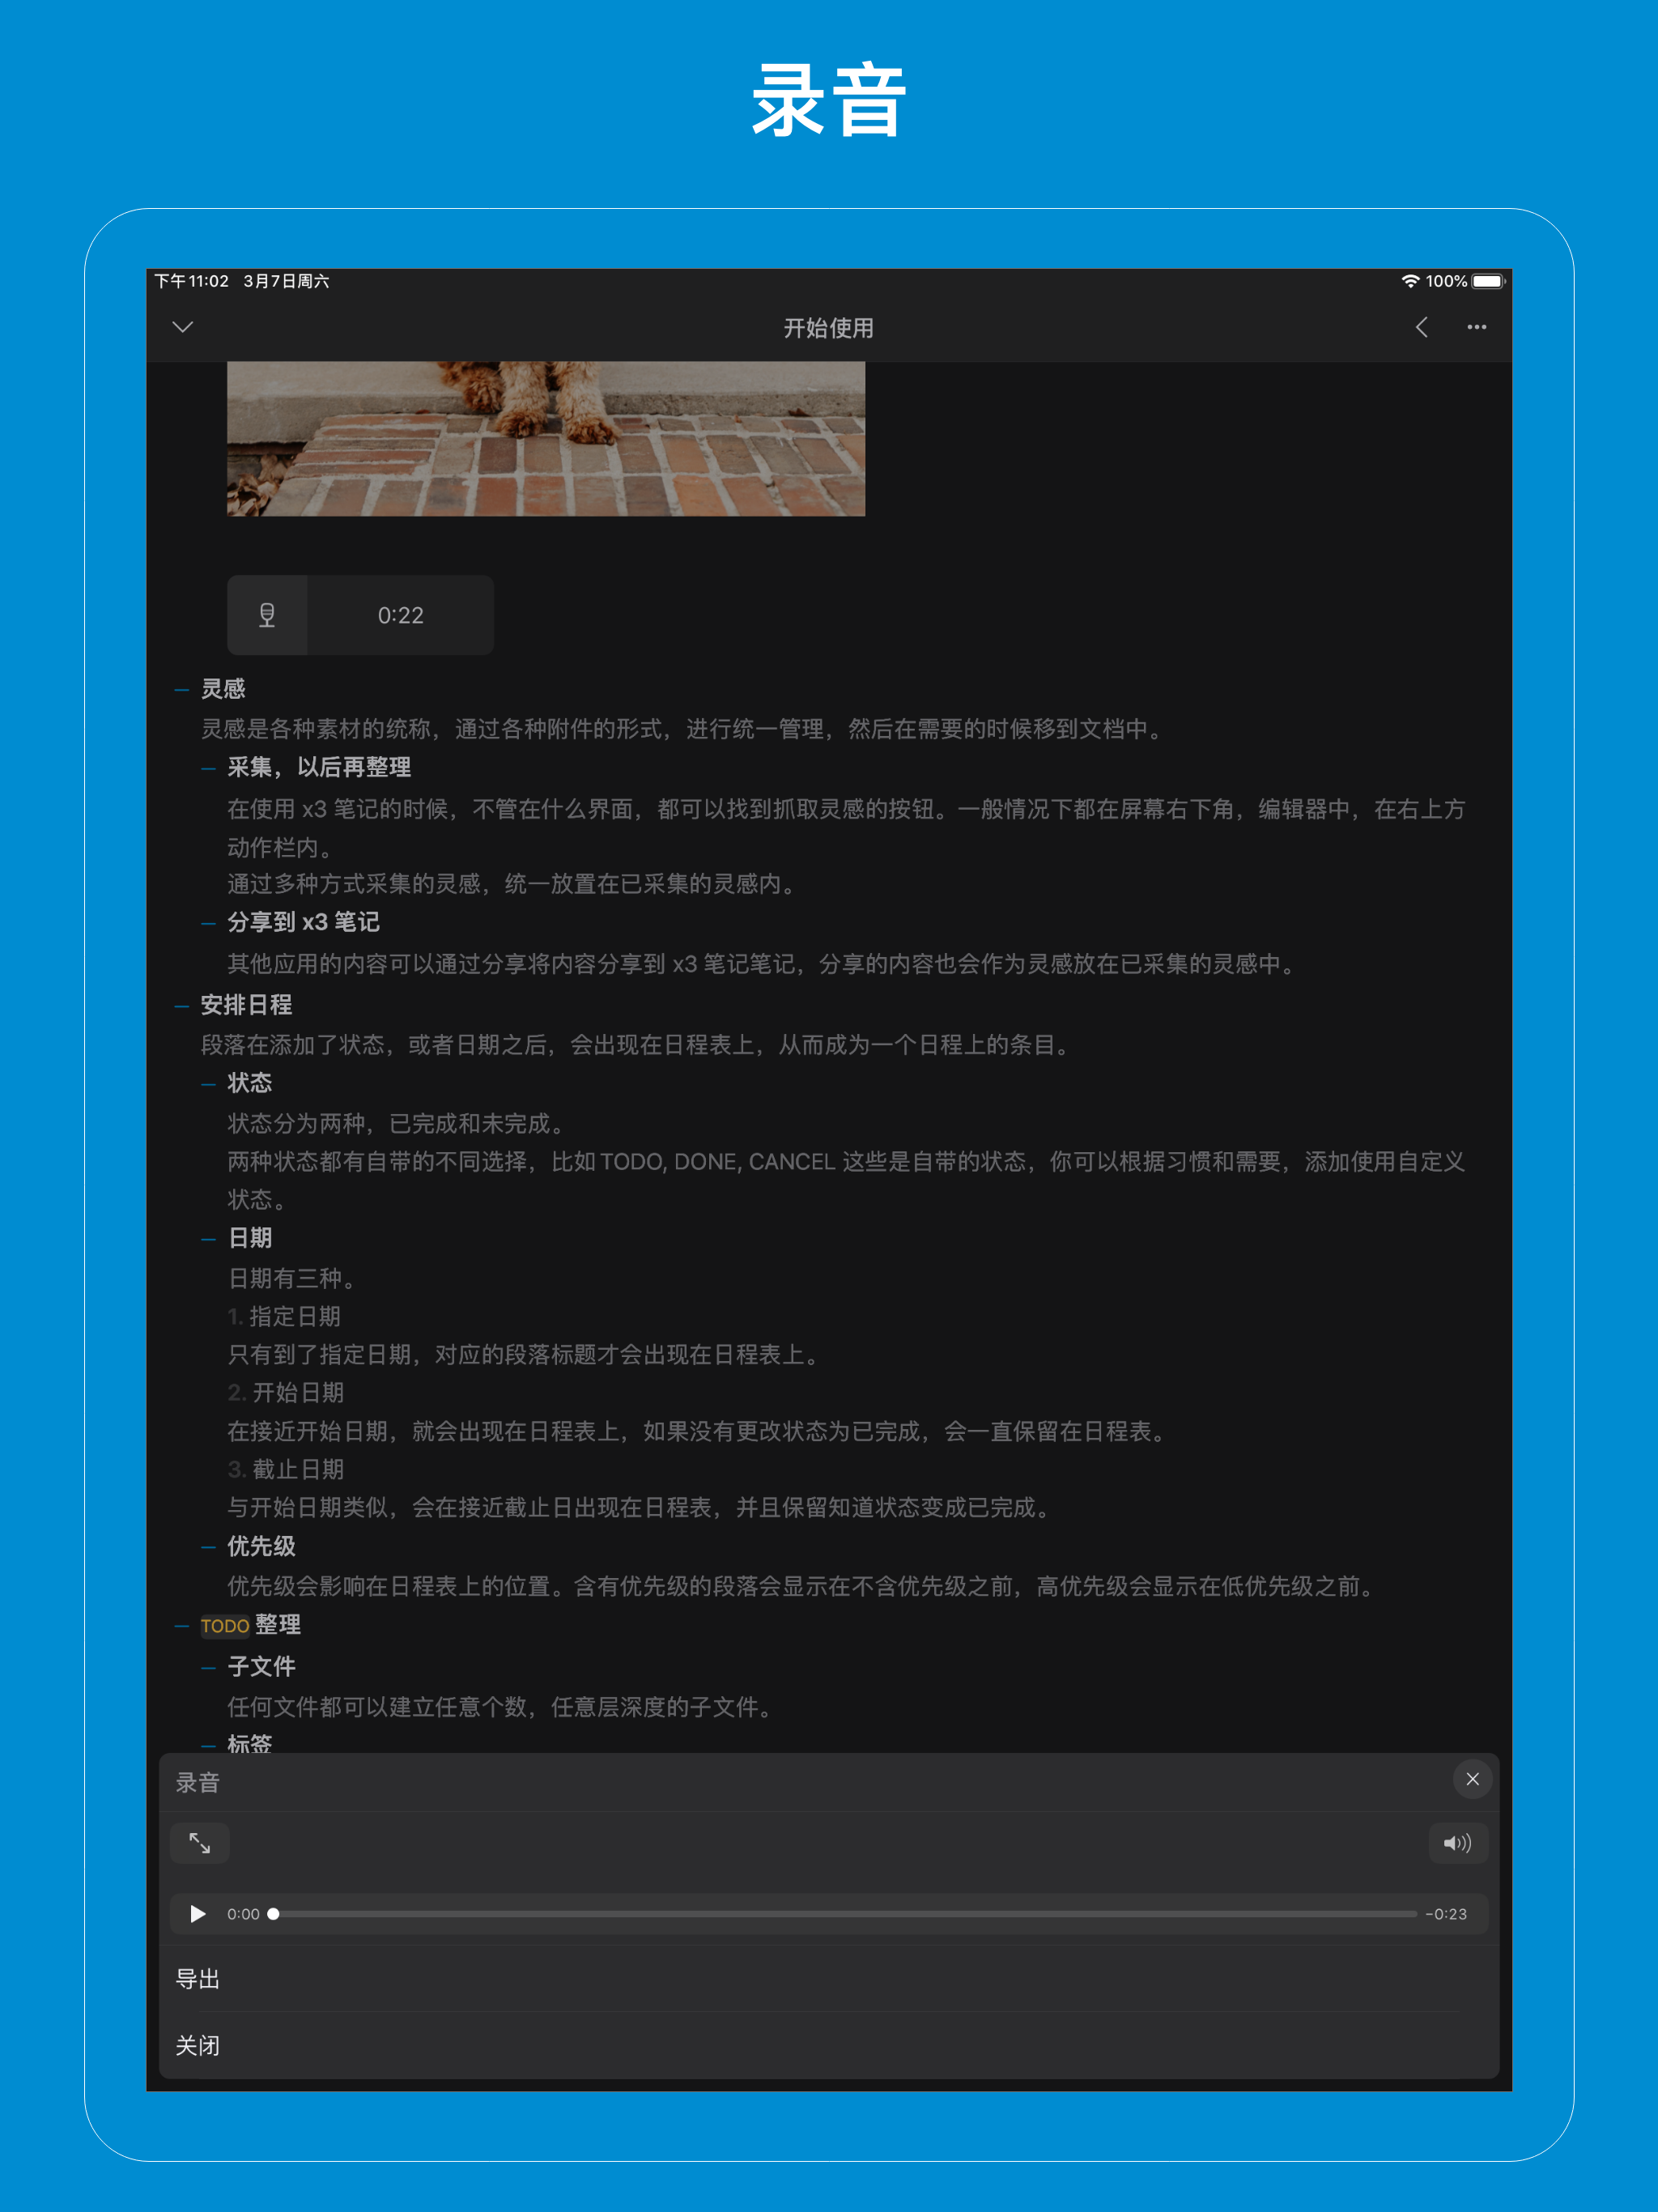 录音
下午11:02 3月7日周六
100%
开始使用
0:22
灵感
灵感是各种素材的统称，通过各种附件的形式，进行统一管理，然后在需要的时候移到文档中。
采集，以后再整理
在使用 x3 笔记的时候，不管在什么界面，都可以找到抓取灵感的按钮。一般情况下都在屏幕右下角，编辑器中，在右上方
动作栏内。
通过多种方式采集的灵感，统一放置在已采集的灵感内。
分享到 x3 笔记
其他应用的内容可以通过分享将内容分享到 x3 笔记笔记，分享的内容也会作为灵感放在已采集的灵感中。
安排日程
段落在添加了状态，或者日期之后，会出现在日程表上，从而成为一个日程上的条目。
状态
状态分为两种，已完成和未完成。
两种状态都有自带的不同选择，比如 TODO, DONE, CANCEL 这些是自带的状态，你可以根据习惯和需要，添加使用自定义
状态。
日期
日期有三种。
1. 指定日期
只有到了指定日期，对应的段落标题才会出现在日程表上。
2. 开始日期
在接近开始日期，就会出现在日程表上，如果没有更改状态为已完成，会一直保留在日程表。
3. 截止日期
与开始日期类似，会在接近截止日出现在日程表，并且保留知道状态变成已完成。
优先级
优先级会影响在日程表上的位置。含有优先级的段落会显示在不含优先级之前，高优先级会显示在低优先级之前。
TODO 整理
子文件
任何文件都可以建立任意个数，任意层深度的子文件。
标签
录音
0:00 -0:23
导出
关闭